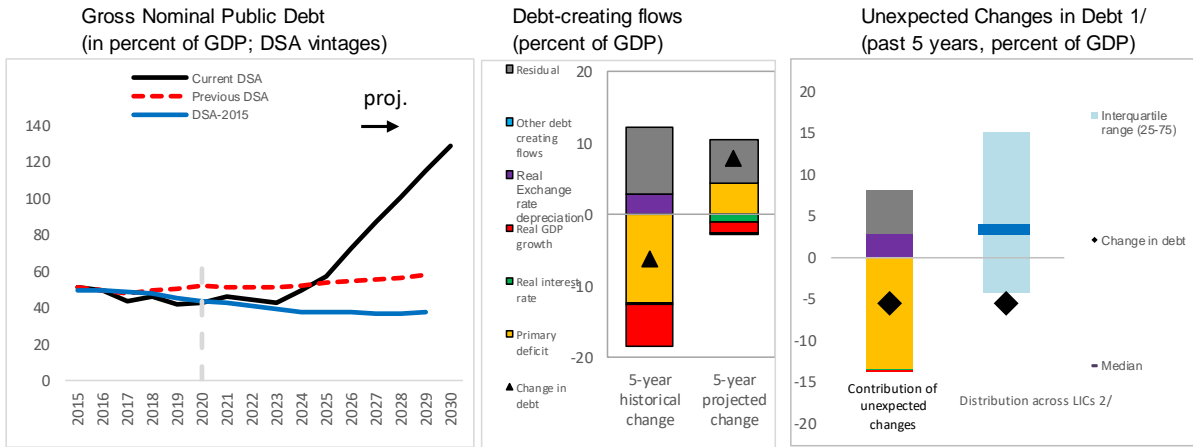 Gross Nominal Public Debt
(in percent of GDP; DSA vintages)
Current DSA
Previous DSA
DSA-2015
proj.
140
120
100
80
60
40
20
0
2015
2016
2017
2018
2019
2020
2021
2022
2023
2024
2025
2026
2027
2028
2029
2030
Debt-creating flows
(percent of GDP)
Residual
Other debt
creating
flows
Real
Exchange
rate
depreciation
Real GDP
growth
Real interest
rate
Primary
deficit
Change in
debt
20
10
0
-10
-20
5-year
historical
change
5-year
projected
change
Unexpected Changes in Debt 1/
(past 5 years, percent of GDP)
20
15
10
5
0
-5
-10
-15
-20
Contribution of
unexpected
changes
Distribution across LICs 2/
Interquartile
range (25-75)
Change in debt
Median